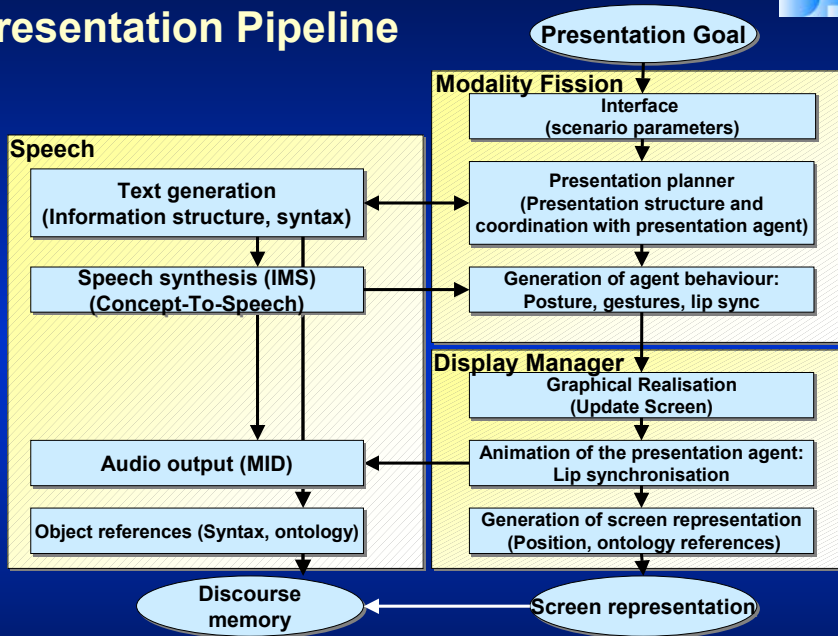 resentation Pipeline
Presentation Goal
Modality Fission
Interface
(scenario parameters)
Speech
Text generation
(Information structure, syntax)
Presentation planner
(Presentation structure and
coordination with presentation agent)
Speech synthesis (IMS)
(Concept-To-Speech)
Generation of agent behaviour:
Posture, gestures, lip sync
Display Manager
Graphical Realisation
(Update Screen)
Audio output (MID)
Animation of the presentation agent:
Lip synchronisation
Object references (Syntax, ontology)
Generation of screen representation
(Position, ontology references)
Discourse
memory
Screen representation